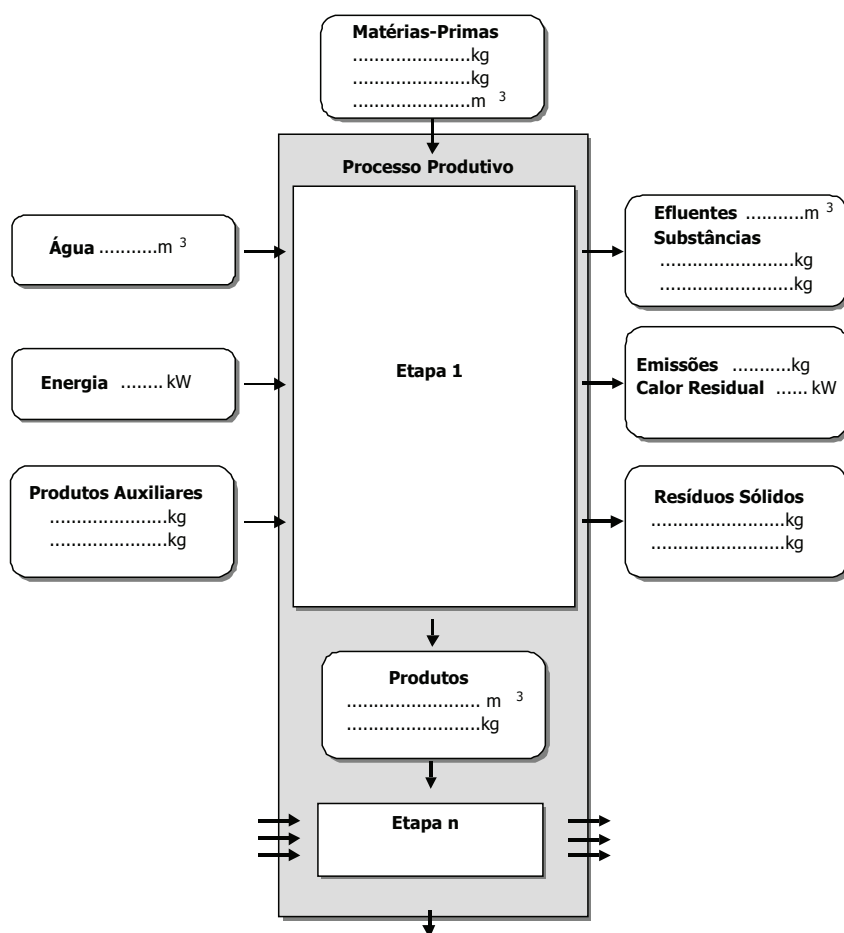 Matérias-Primas
......................kg
......................kg
......................m 3
Processo Produtivo
Água ...........m 3
Efluentes ...........m 3
Substâncias
.........................kg
.........................kg
Energia ........ kW
Etapa 1
Emissões ...........kg
Calor Residual ...... kW
Produtos Auxiliares
......................kg
......................kg
Resíduos Sólidos
.........................kg
.........................kg
Produtos
......................... m 3
.........................kg
Etapa n